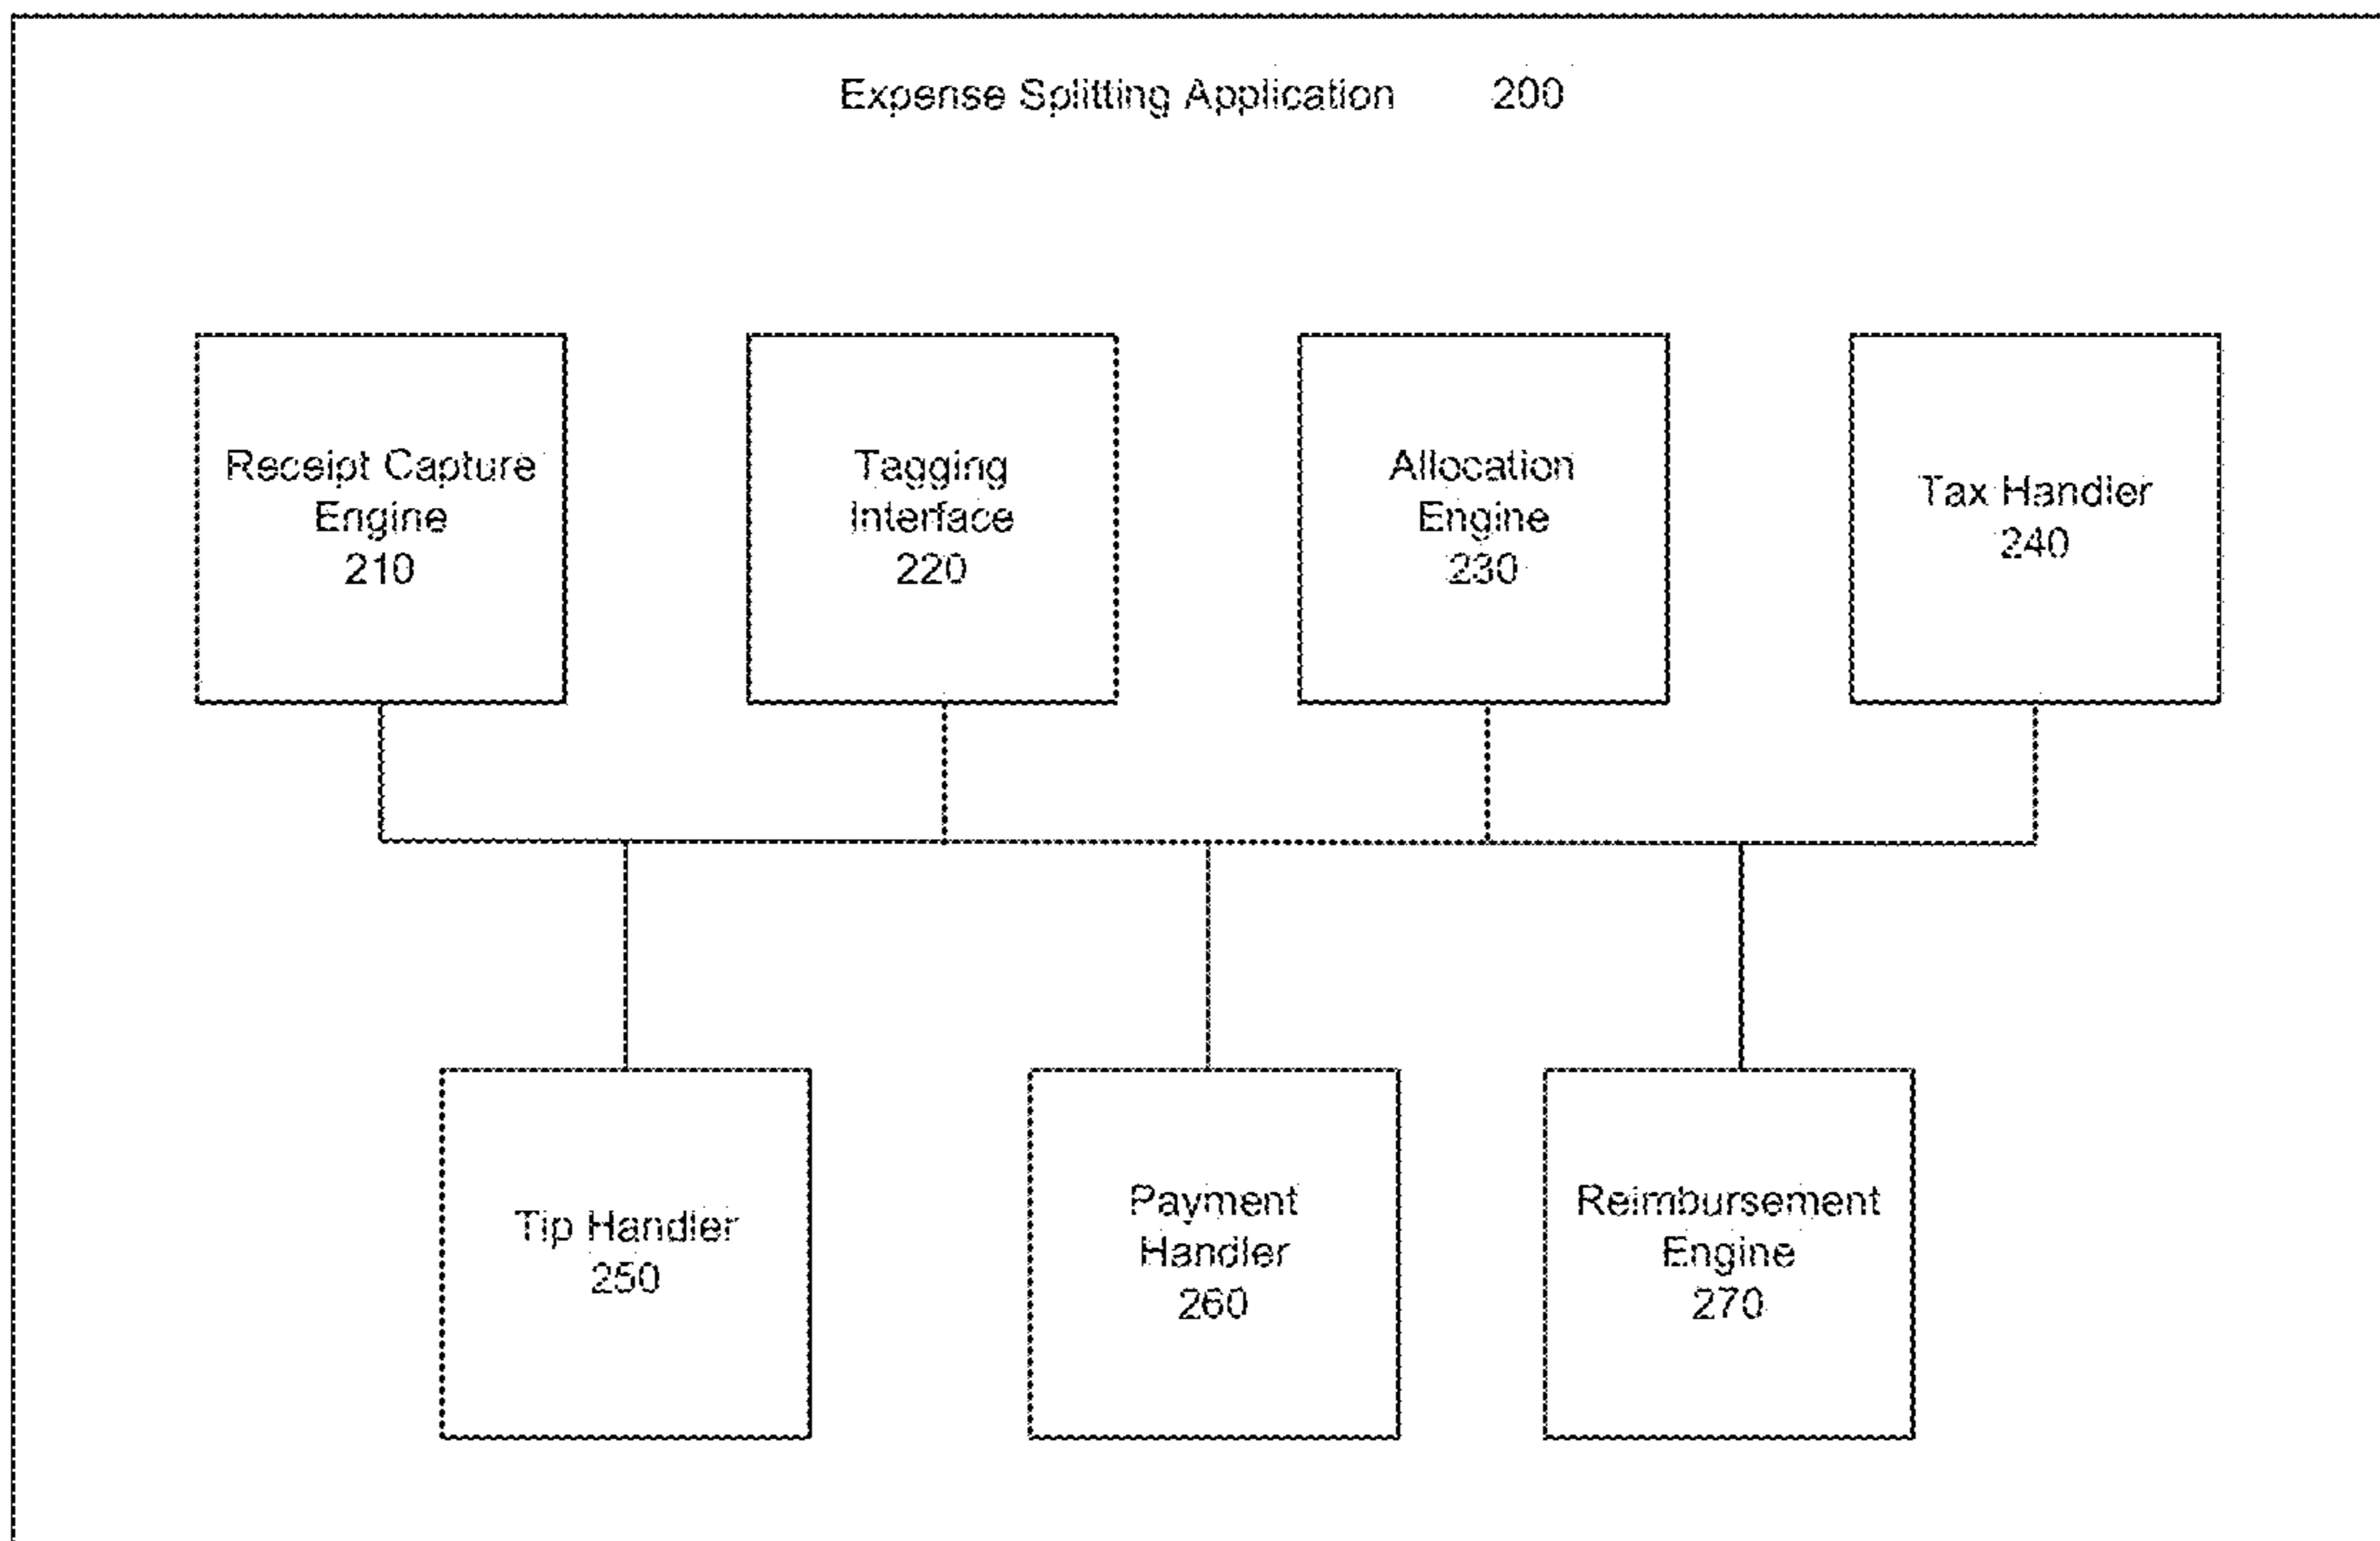 Expense Splitting Application 200
Receipt Capture
Engine
210
Tagging
Interface
220
Allocation
Engine
230
Tax Handler
240
Tip Handler
250
Payment
Handler
260
Reimbursement
Engine
270